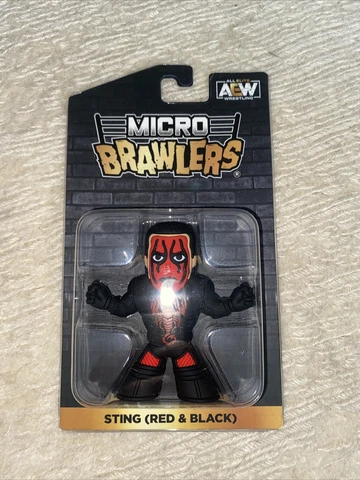 ALL ELITE
AEW
WRESTLING
MICRO
BRAWLERS®
STING (RED & BLACK)